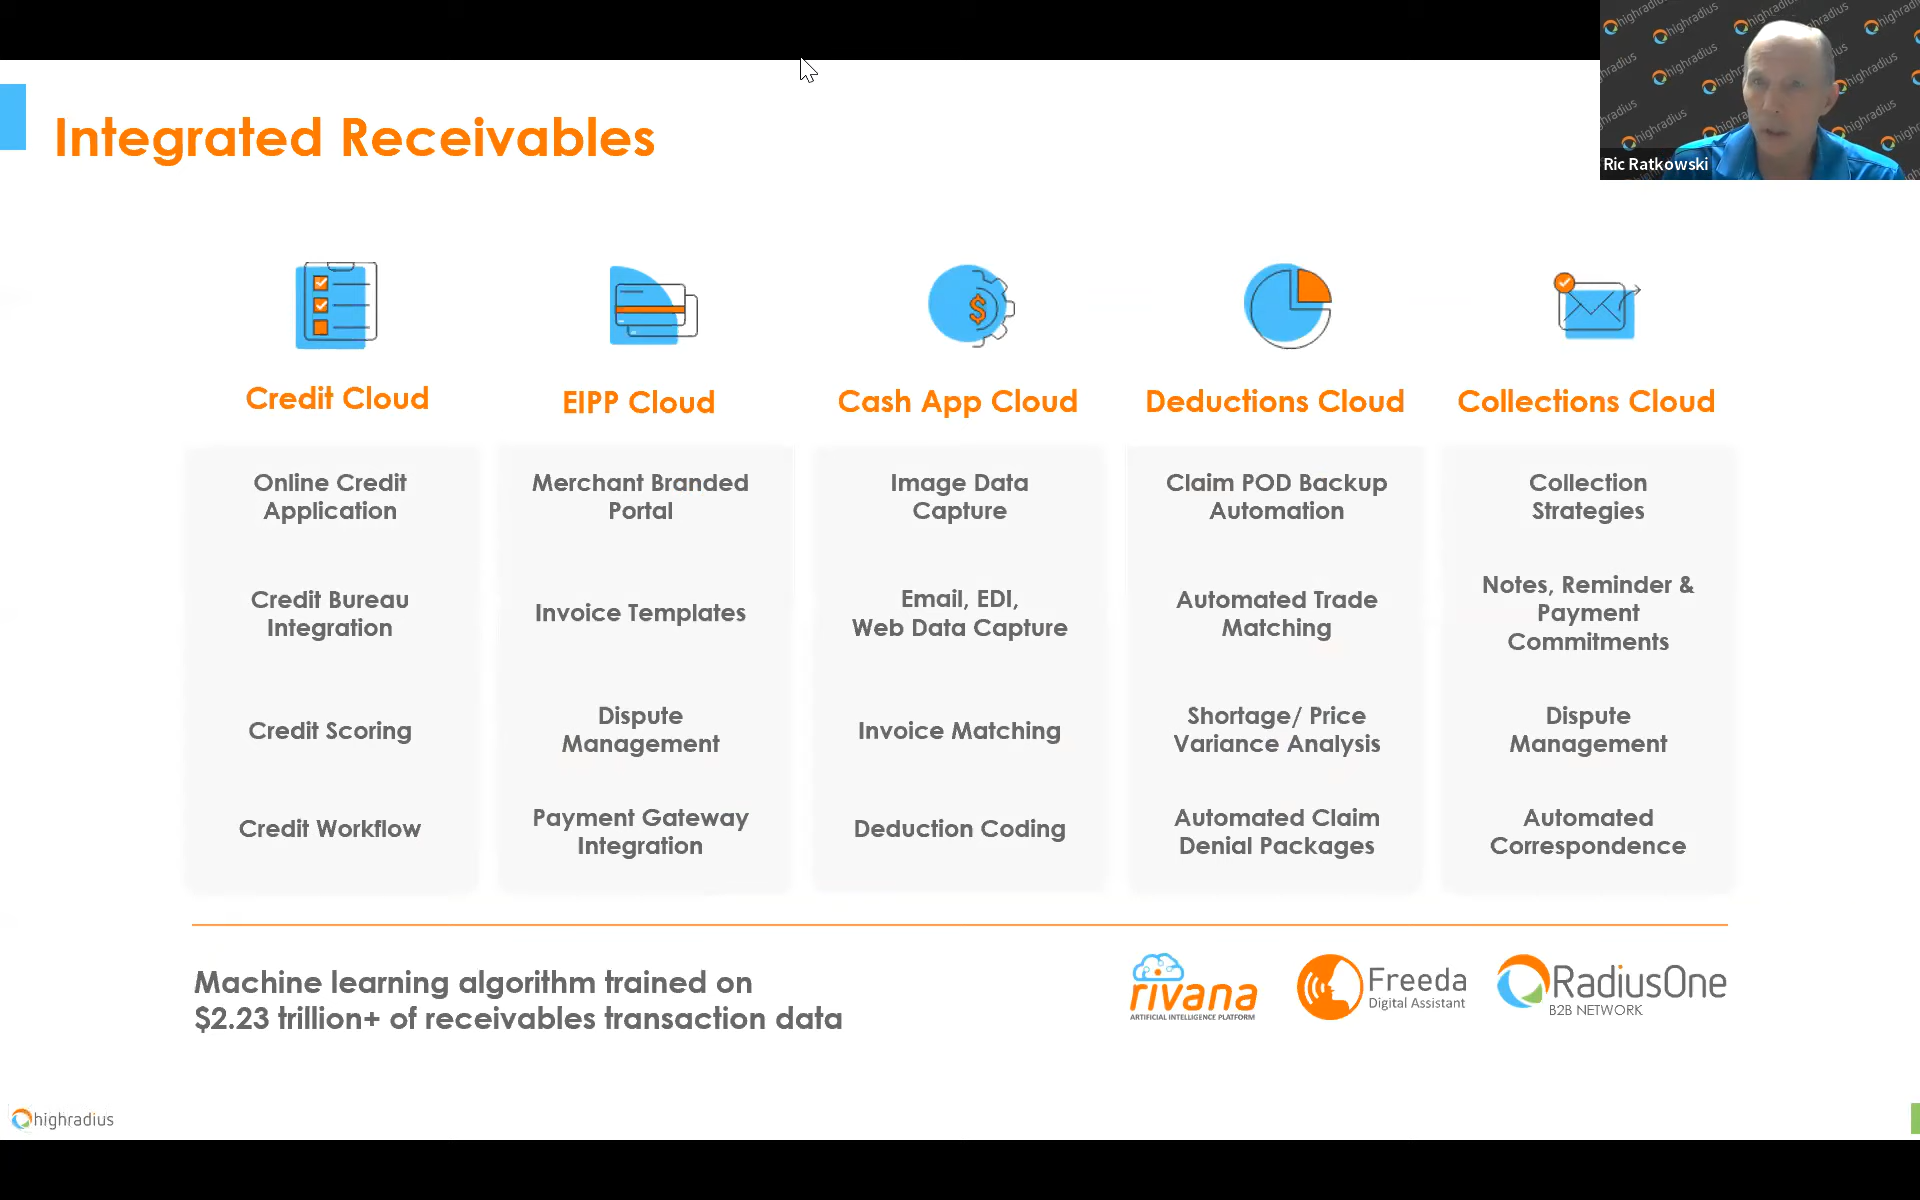 Integrated Receivables
Ric Ratkowski
Credit Cloud
EIPP Cloud
Cash App Cloud
Deductions Cloud
Collections Cloud
Online Credit
Application
Credit Bureau
Integration
Credit Scoring
Credit Workflow
Merchant Branded
Portal
Invoice Templates
Dispute
Management
Payment Gateway
Integration
Image Data
Capture
Email, EDI,
Web Data Capture
Invoice Matching
Deduction Coding
Claim POD Backup
Automation
Automated Trade
Matching
Shortage/ Price
Variance Analysis
Automated Claim
Denial Packages
Collection
Strategies
Notes, Reminder &
Payment
Commitments
Dispute
Management
Automated
Correspondence
Machine learning algorithm trained on
$2.23 trillion+ of receivables transaction data
rivana
ARTIFICIAL INTELLIGENCE PLATFORM
Freeda
Digital Assistant
RadiusOne
B2B NETWORK
highradius